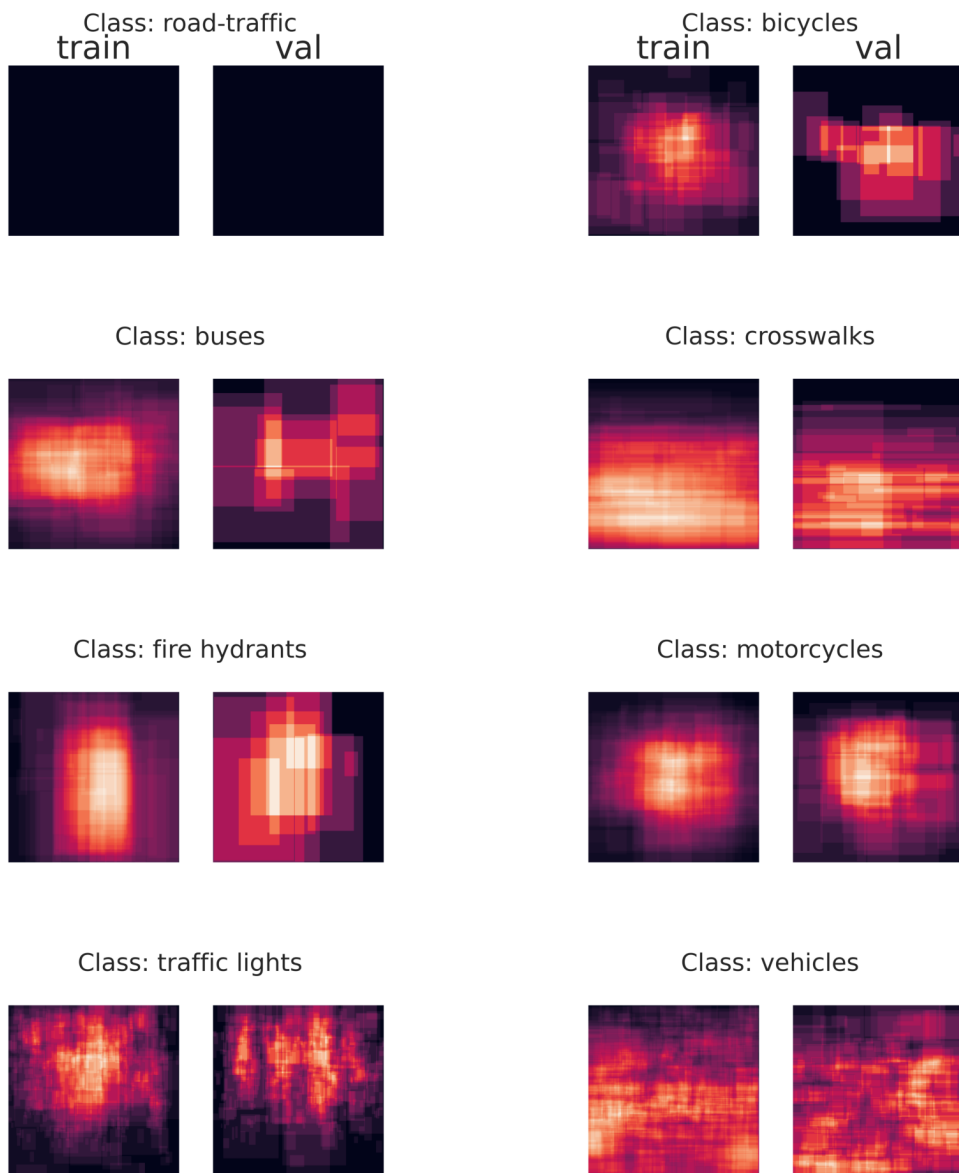 Class: road-traffic
train val
Class: bicycles
train val
Class: buses
Class: crosswalks
Class: fire hydrants
Class: motorcycles
Class: traffic lights
Class: vehicles